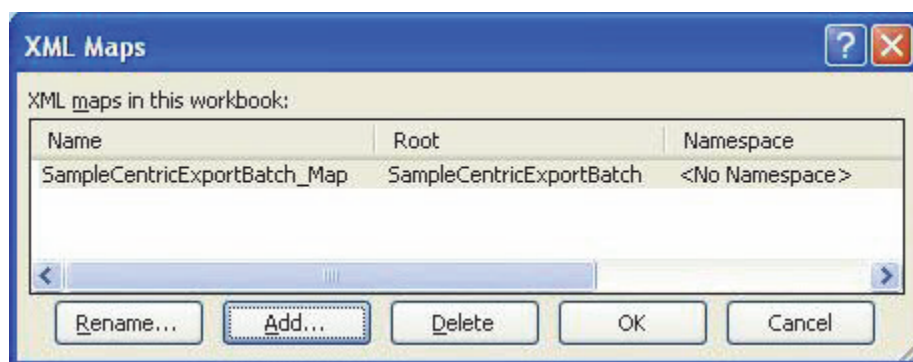 XML Maps
XML maps in this workbook:
Name Root Namespace
SampleCentricExportBatch_Map SampleCentricExportBatch <No Namespace>
Rename... Add... Delete OK Cancel